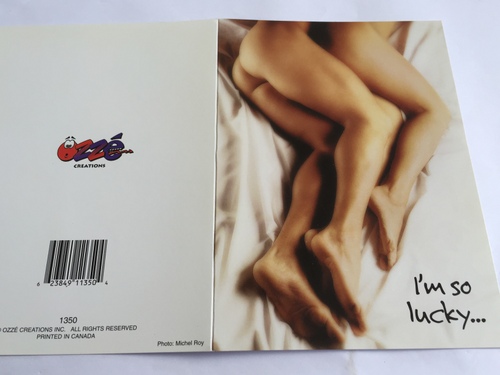 Ozzé
CREATIONS
6 23849 11350 4
1350
OZZÉ CREATIONS INC. ALL RIGHTS RESERVED
PRINTED IN CANADA
Photo: Michel Roy
I'm so
lucky...